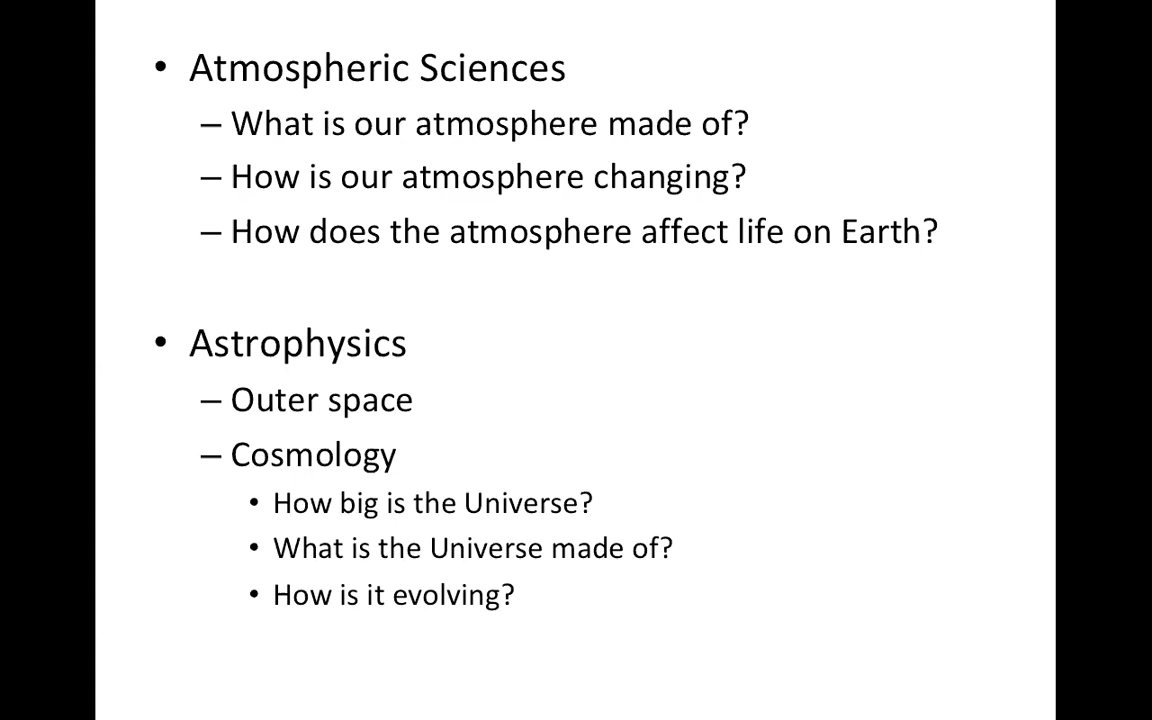 • Atmospheric Sciences
– What is our atmosphere made of?
– How is our atmosphere changing?
– How does the atmosphere affect life on Earth?
• Astrophysics
– Outer space
– Cosmology
• How big is the Universe?
• What is the Universe made of?
• How is it evolving?